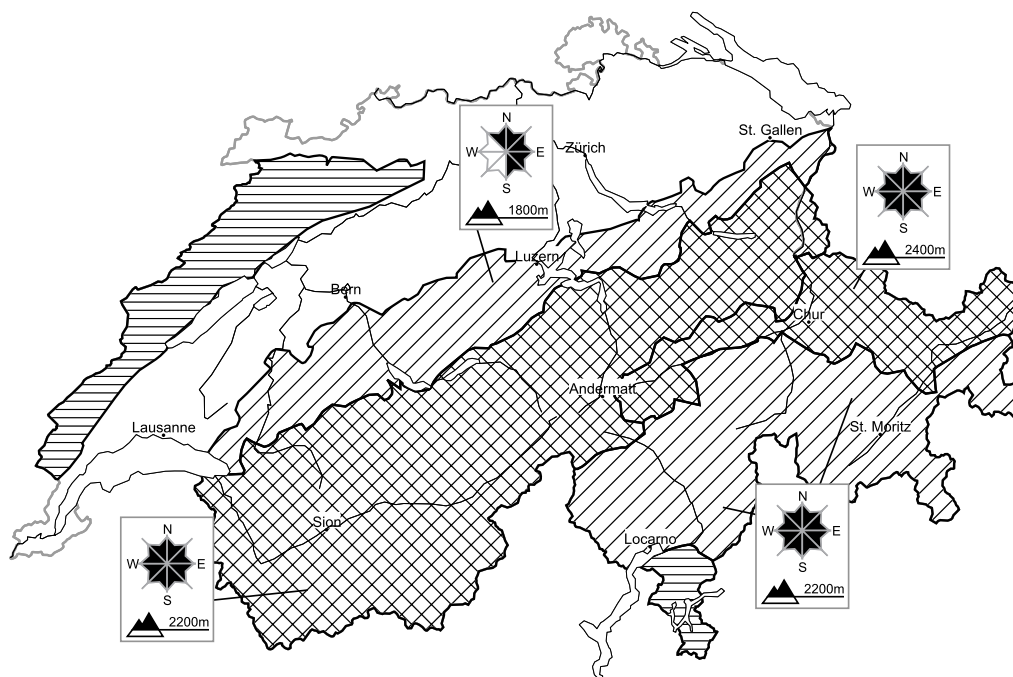 St. Gallen
N
W E
S
1800m
Zürich
N
W E
S
2400m
Luzern
Bern
Chur
Andermatt
Lausanne
St. Moritz
N
W E
S
2200m
Sion
Locarno
N
W E
S
2200m